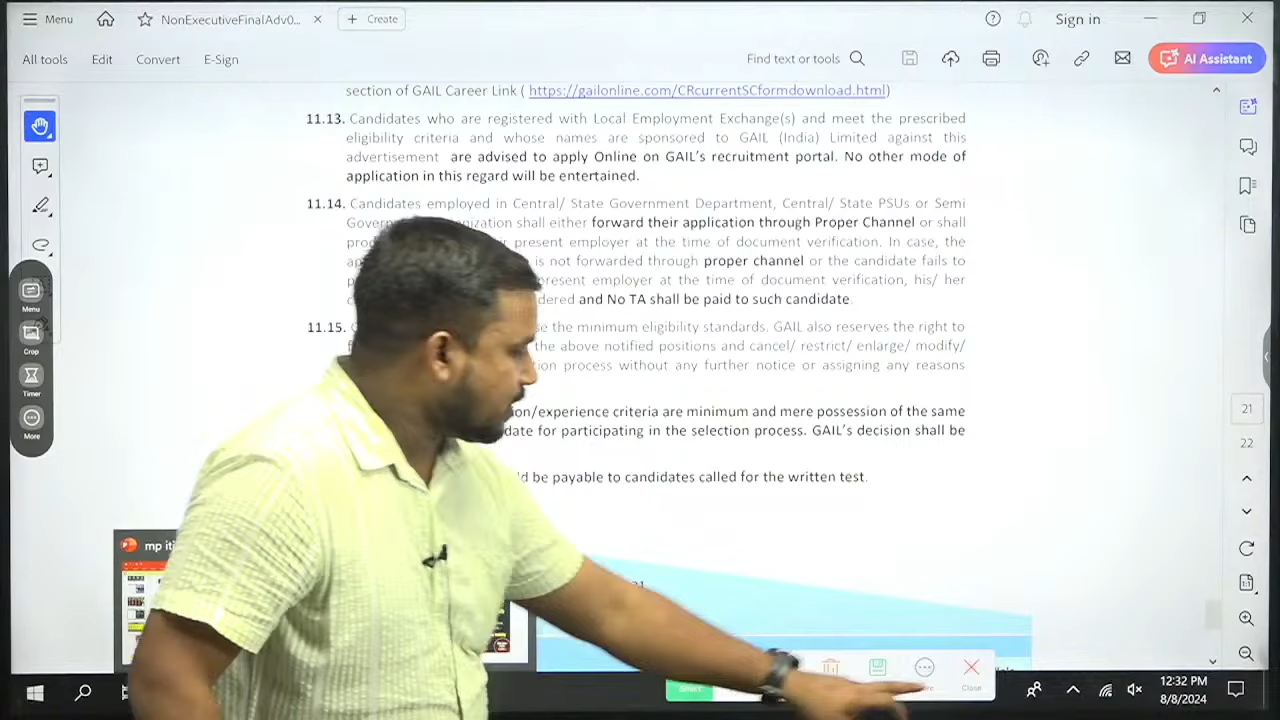 Menu
NonExecutiveFinalAdv0...
Create
Sign in
All tools
Edit
Convert
E-Sign
Find text or tools
AI Assistant
section of GAIL Career Link ( https://gailonline.com/CRcurrentSCformdownload.html)
11.13. Candidates who are registered with Local Employment Exchange(s) and meet the prescribed
eligibility criteria and whose names are sponsored to GAIL (India) Limited against this
advertisement are advised to apply Online on GAIL's recruitment portal. No other mode of
application in this regard will be entertained.
11.14. Candidates employed in Central/ State Government Department, Central/ State PSUs or Semi
shall either forward their application through Proper Channel or shall
present employer at the time of document verification. In case, the
is not forwarded through proper channel or the candidate fails to
present employer at the time of document verification, his/ her
and No TA shall be paid to such candidate.
11.15. the minimum eligibility standards. GAIL also reserves the right to
the above notified positions and cancel/ restrict/ enlarge/ modify/
process without any further notice or assigning any reasons
criteria are minimum and mere possession of the same
for participating in the selection process. GAIL's decision shall be
be payable to candidates called for the written test.
Menu
Crop
Timer
More
21
22
mp iti
Select
Close
12:32 PM
8/8/2024